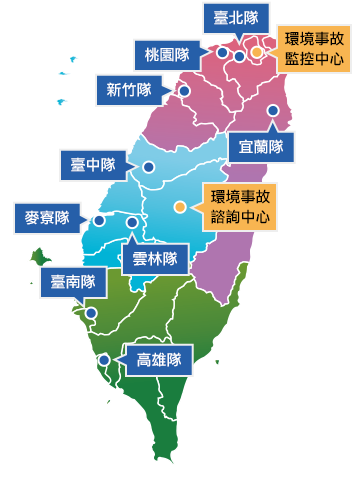 臺北隊
環境事故
監控中心
桃園隊
新竹隊
宜蘭隊
臺中隊
環境事故
諮詢中心
麥寮隊
雲林隊
臺南隊
高雄隊